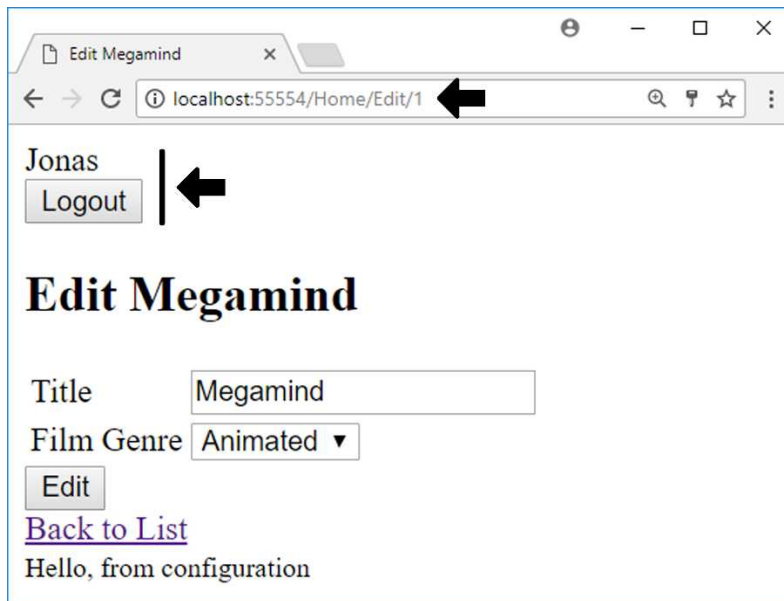 Edit Megamind
localhost:55554/Home/Edit/1
Jonas
Logout
Edit Megamind
Title Megamind
Film Genre Animated
Edit
Back to List
Hello, from configuration